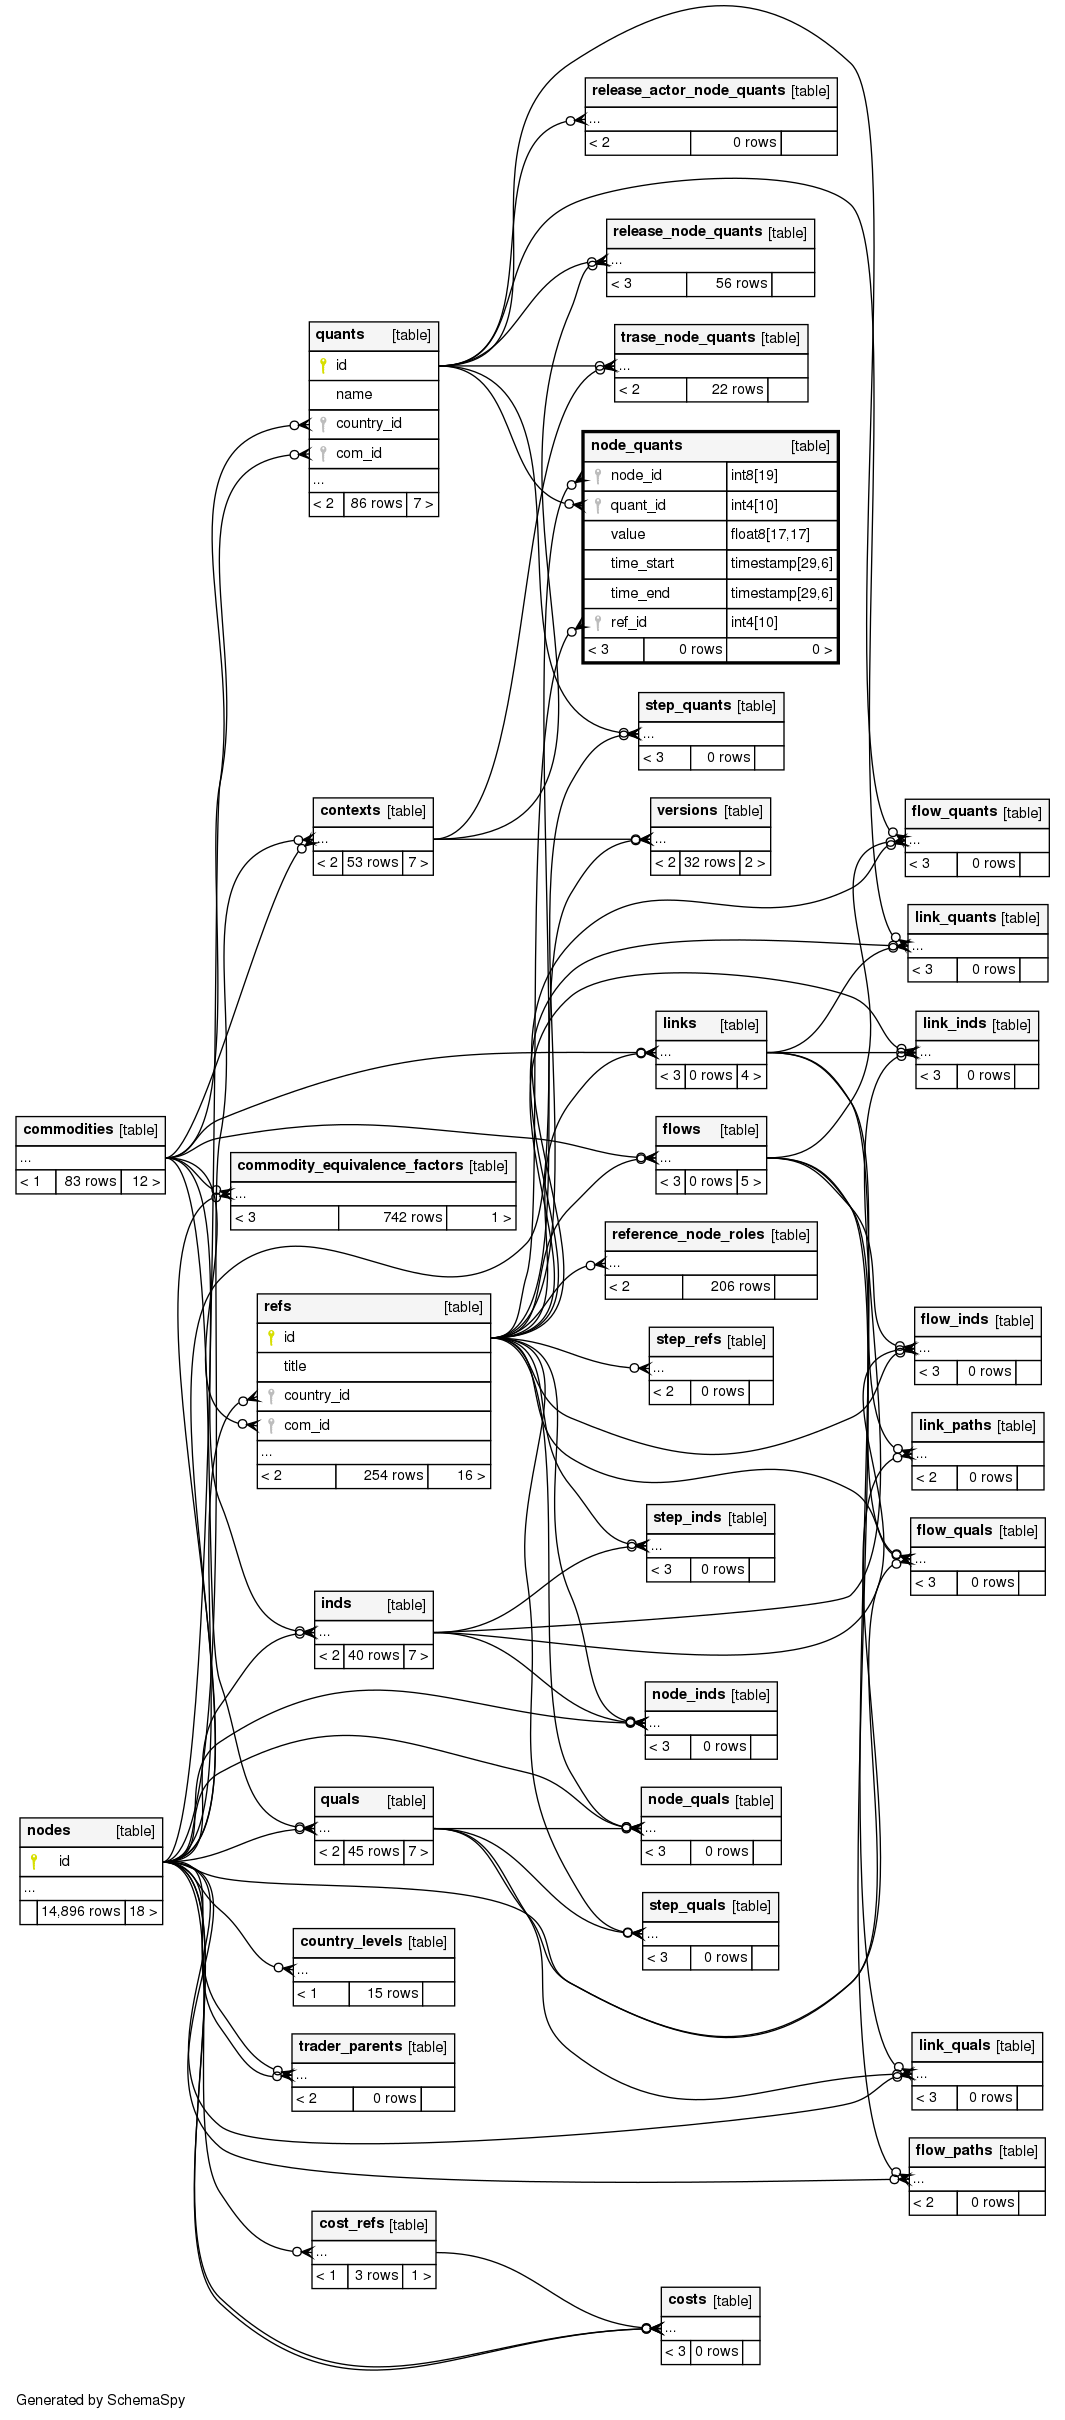 release_actor_node_quants [table]
...
< 2 0 rows
release_node_quants [table]
...
< 3 56 rows
quants [table]
id
name
country_id
com_id
...
< 2 86 rows 7 >
trase_node_quants [table]
...
< 2 22 rows
node_quants [table]
node_id int8[19]
quant_id int4[10]
value float8[17,17]
time_start timestamp[29,6]
time_end timestamp[29,6]
ref_id int4[10]
< 3 0 rows 0 >
step_quants [table]
...
< 3 0 rows
contexts [table]
...
< 2 53 rows 7 >
versions [table]
...
< 2 32 rows 2 >
flow_quants [table]
...
< 3 0 rows
link_quants [table]
...
< 3 0 rows
links [table]
...
< 3 0 rows 4 >
link_inds [table]
...
< 3 0 rows
commodities [table]
...
< 1 83 rows 12 >
flows [table]
...
< 3 0 rows 5 >
commodity_equivalence_factors [table]
...
< 3 742 rows 1 >
reference_node_roles [table]
...
< 2 206 rows
refs [table]
id
title
country_id
com_id
...
< 2 254 rows 16 >
step_refs [table]
...
< 2 0 rows
flow_inds [table]
...
< 3 0 rows
link_paths [table]
...
< 2 0 rows
step_inds [table]
...
< 3 0 rows
flow_quals [table]
...
< 3 0 rows
inds [table]
...
< 2 40 rows 7 >
node_inds [table]
...
< 3 0 rows
quals [table]
...
< 2 45 rows 7 >
node_quals [table]
...
< 3 0 rows
nodes [table]
id
...
14,896 rows 18 >
step_quals [table]
...
< 3 0 rows
country_levels [table]
...
< 1 15 rows
trader_parents [table]
...
< 2 0 rows
link_quals [table]
...
< 3 0 rows
flow_paths [table]
...
< 2 0 rows
cost_refs [table]
...
< 1 3 rows 1 >
costs [table]
...
< 3 0 rows
Generated by SchemaSpy